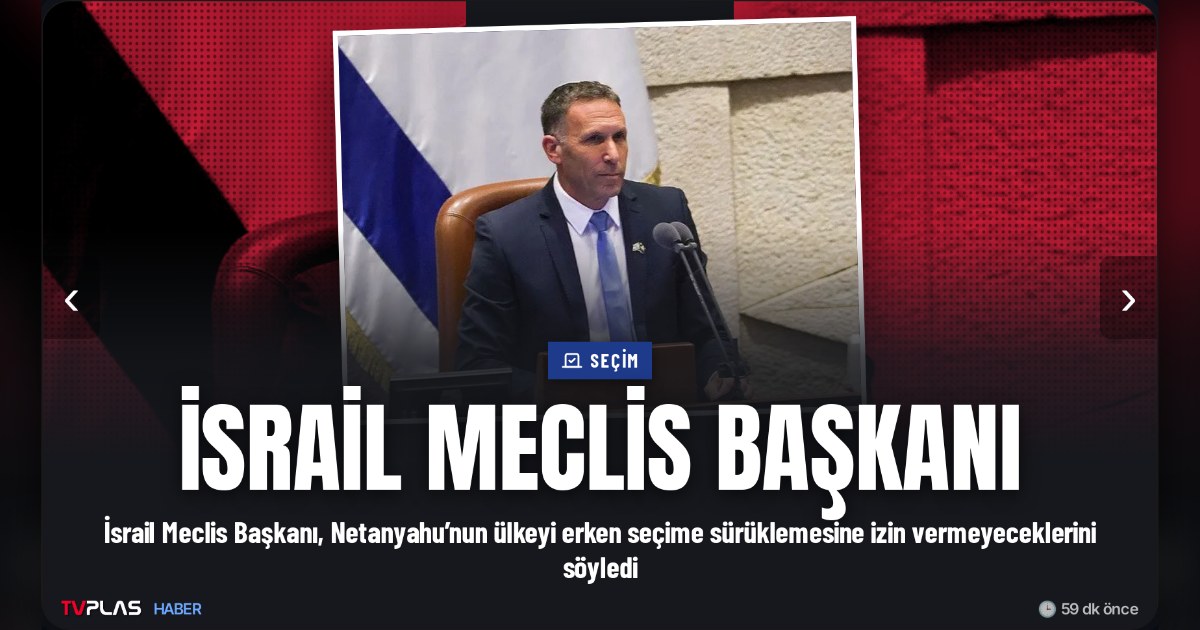 SEÇİM
İSRAİL MECLİS BAŞKANI
İsrail Meclis Başkanı, Netanyahu’nun ülkeyi erken seçime sürüklemesine izin vermeyeceklerini
söyledi
TVPLAS HABER
59 dk önce